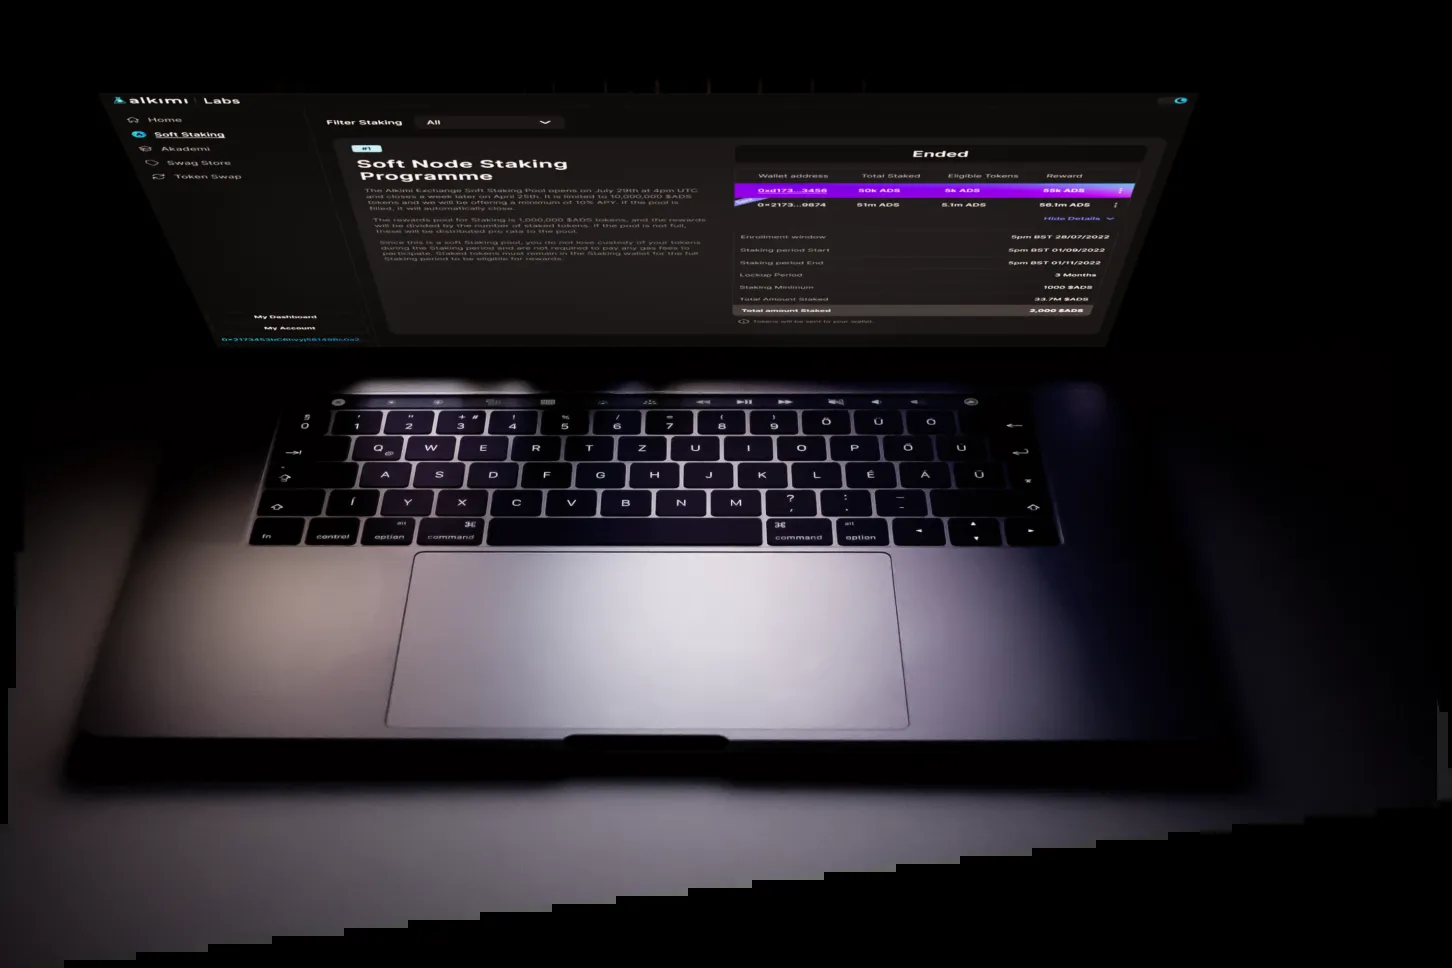 alkimi Labs
Home
Soft Staking
Akademi
Swag Store
Token Swap
My Dashboard
My Account
Filter Staking All
#1
Soft Node Staking
Programme
The Alkimi Exchange Soft Staking Pool opens on July 29th at 4pm UTC
and closes a week later on April 25th. It is limited to 10,000,000 $ADS
tokens and we will be offering a minimum of 10% APY. If the pool is
filled, it will automatically close.
The rewards pool for Staking is 1,000,000 $ADS tokens, and the rewards
will be divided by the number of staked tokens. If the pool is not full,
these will be distributed pro rata to the pool.
Since this is a soft Staking pool, you do not lose custody of your tokens
during the Staking period and are not required to pay any gas fees to
participate. Staked tokens must remain in the Staking wallet for the full
Staking period to be eligible for rewards.
Ended
Wallet address Total Staked Eligible Tokens Reward
0xd173...3456 50k ADS 5k ADS 55k ADS
0x2173...9874 51m ADS 5.1m ADS 56.1m ADS
Hide Details
Enrollment window 5pm BST 28/07/2022
Staking period Start 5pm BST 01/09/2022
Staking period End 5pm BST 01/11/2022
Lockup Period 3 Months
Staking Minimum 1000 $ADS
Total Amount Staked 33.7M $ADS
Total amount Staked 2,000 $ADS
Tokens will be sent to your wallet.
§ ' " + # ! % / = ( )
0 1 2 3 4 5 6 7 8 9 Ö Ü Ó
Q W E R T Z U I O P Ő Ú
A S D F G H J K L É Á Ű
Í Y X C V B N M ? , : . _ -
alt ⌘ ⌘ alt
fn control option command command option